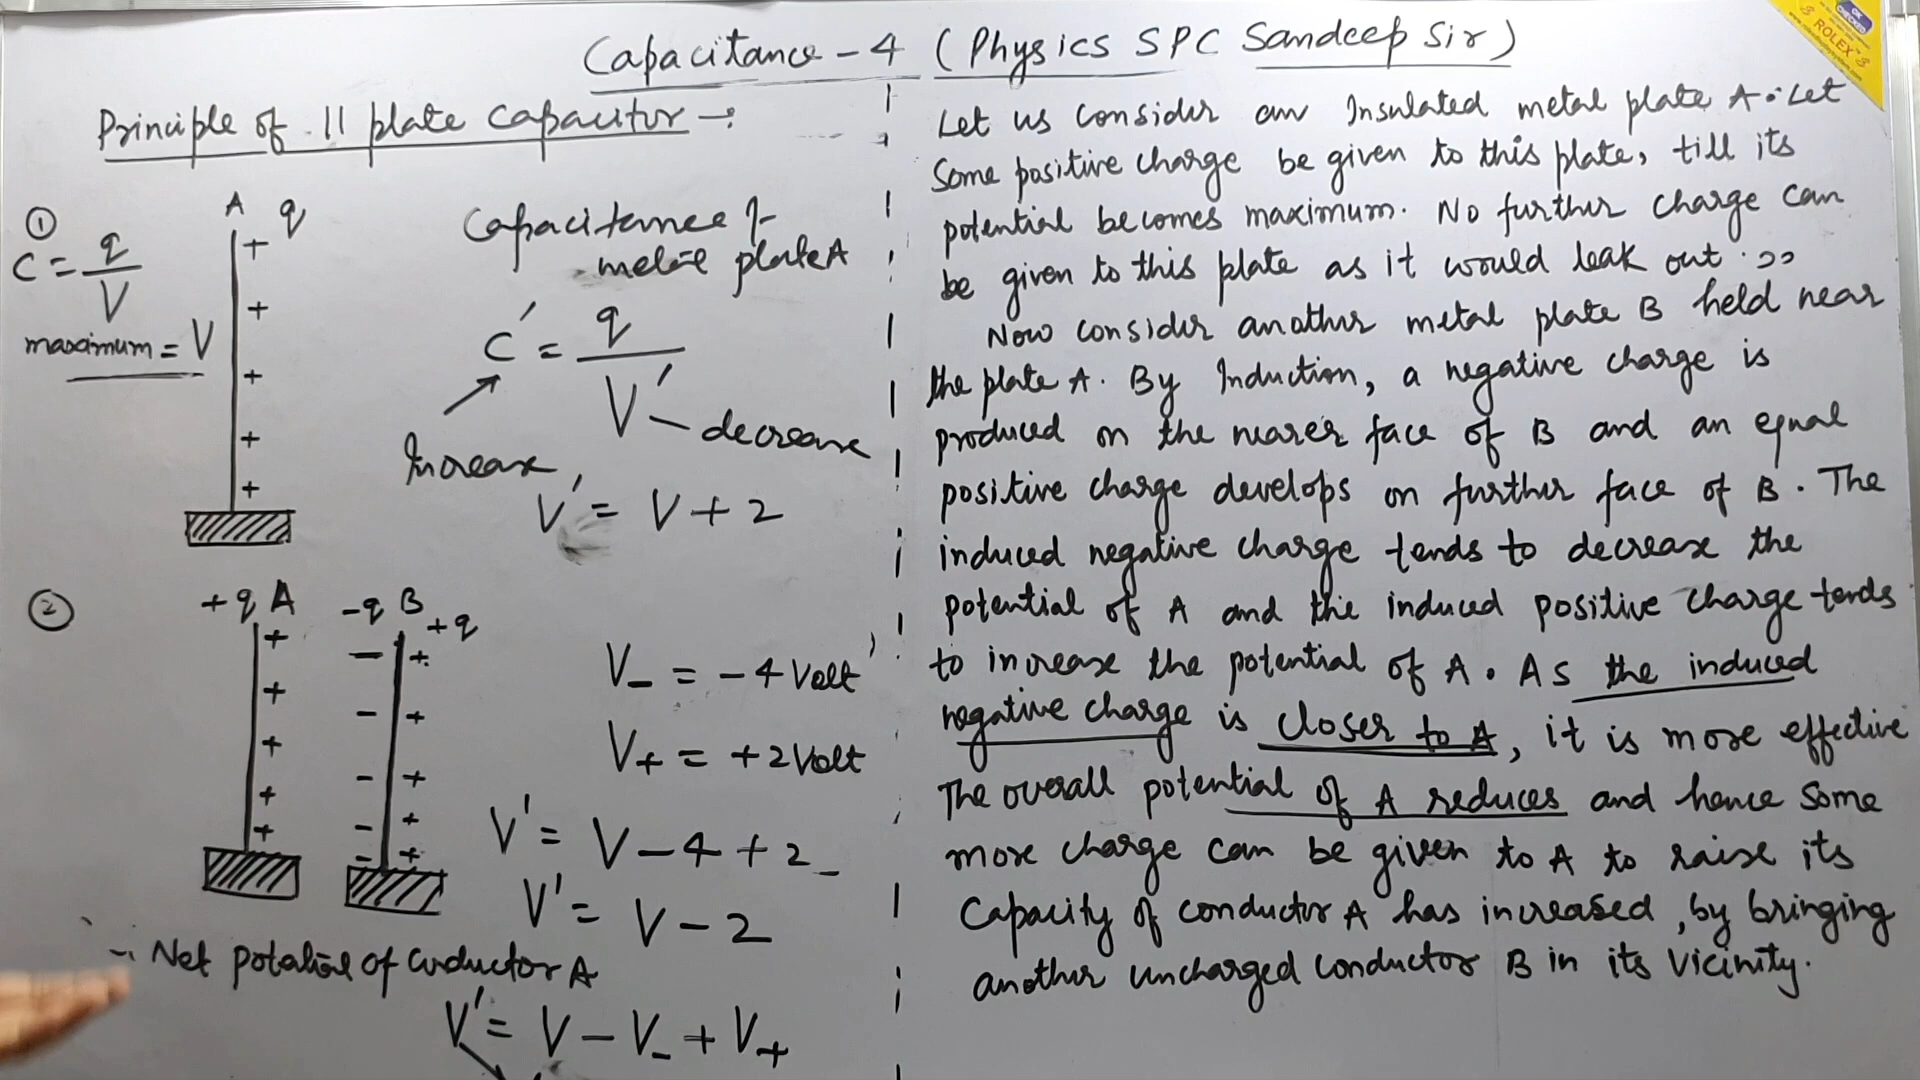 Capacitance - 4 (Physics SPC Sandeep Sir)
Principle of || plate capacitor -:
①
C = q/V
maximum = V
A q
+
+
+
+
+
Capacitance of
metal plate A
C' = q/V'
Increase
decrease
V' = V + 2
②
+q A
-q B
+q
V_ = -4 Volt
V+ = +2 Volt
V' = V - 4 + 2
V' = V - 2
Net potential of conductor A
V' = V - V_ + V+
Let us consider an Insulated metal plate A. Let
Some positive charge be given to this plate, till its
potential becomes maximum. No further charge can
be given to this plate as it would leak out.
Now consider another metal plate B held near
the plate A. By Induction, a negative charge is
produced on the nearer face of B and an equal
positive charge develops on further face of B. The
induced negative charge tends to decrease the
potential of A and the induced positive charge tends
to increase the potential of A. As the induced
negative charge is closer to A, it is more effective
The overall potential of A reduces and hence some
more charge can be given to A to raise its
Capacity of conductor A has increased, by bringing
another uncharged conductor B in its vicinity.
OK
CHECKED
ROLEX